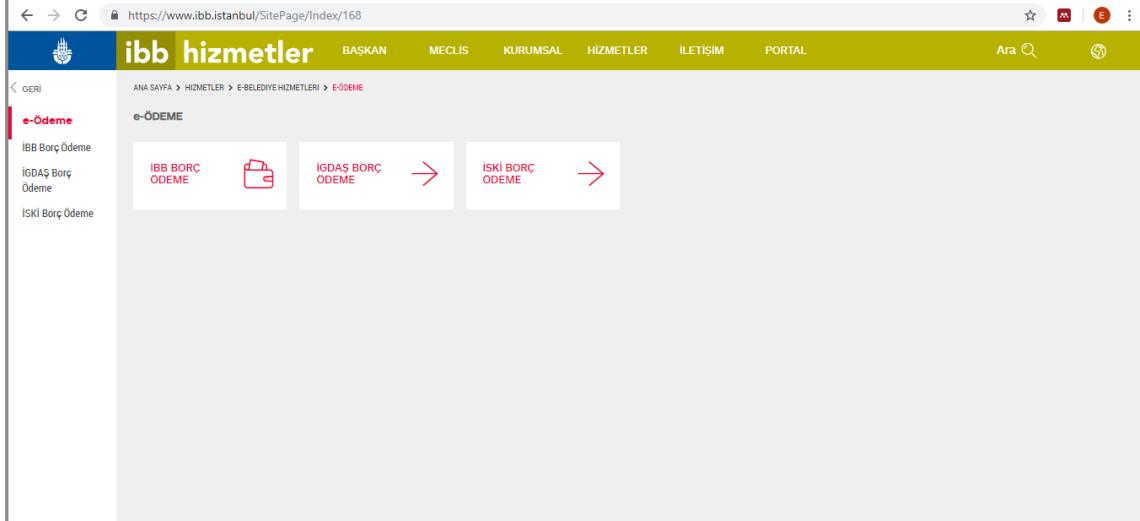 https://www.ibb.istanbul/SitePage/Index/168
E
ibb hizmetler BAŞKAN MECLİS KURUMSAL HİZMETLER İLETİŞİM PORTAL Ara
GERİ
ANA SAYFA > HİZMETLER > E-BELEDİYE HİZMETLERİ > E-ÖDEME
e-Ödeme
e-ÖDEME
İBB Borç Ödeme
İGDAŞ Borç
Ödeme
İSKİ Borç Ödeme
İBB BORÇ
ÖDEME
İGDAŞ BORÇ
ÖDEME
İSKİ BORÇ
ÖDEME